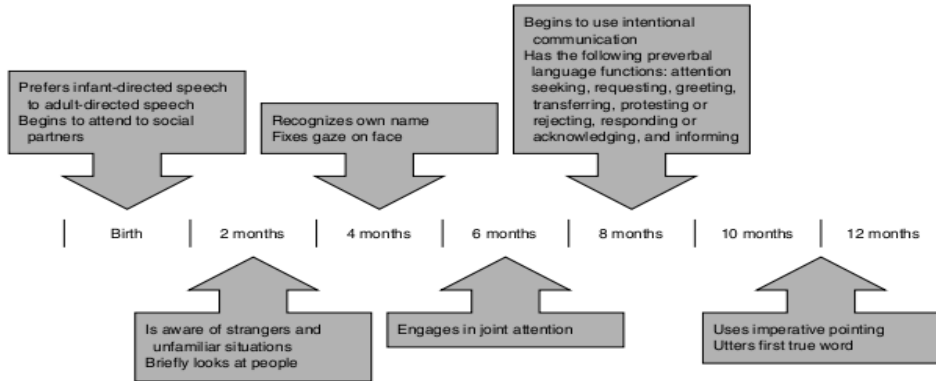 Begins to use intentional
communication
Has the following preverbal
language functions: attention
seeking, requesting, greeting,
transferring, protesting or
rejecting, responding or
acknowledging, and informing
Prefers infant-directed speech
to adult-directed speech
Begins to attend to social
partners
Recognizes own name
Fixes gaze on face
Birth
2 months
4 months
6 months
8 months
10 months
12 months
Is aware of strangers and
unfamiliar situations
Briefly looks at people
Engages in joint attention
Uses imperative pointing
Utters first true word